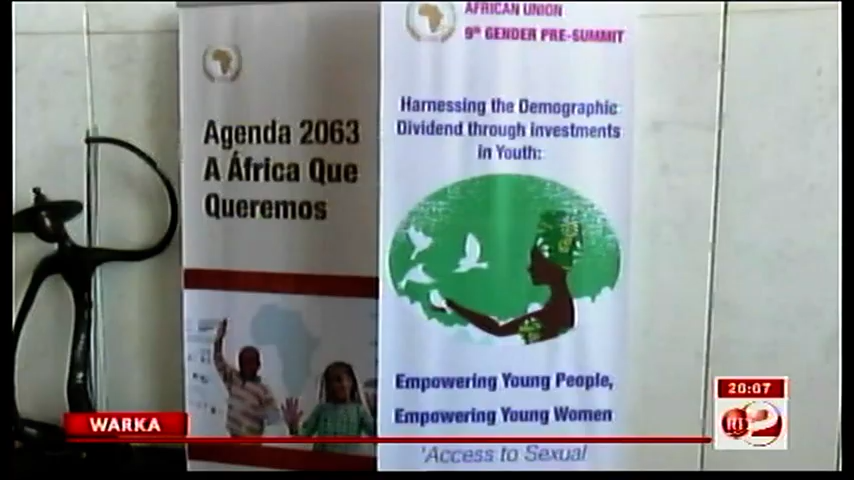 Agenda 2063
A África Que
Queremos
AFRICAN UNION
9th GENDER PRE-SUMMIT
Harnessing the Demographic
Dividend through investments
in Youth:
Empowering Young People,
Empowering Young Women
'Access to Sexual
WARKA
20:07
2